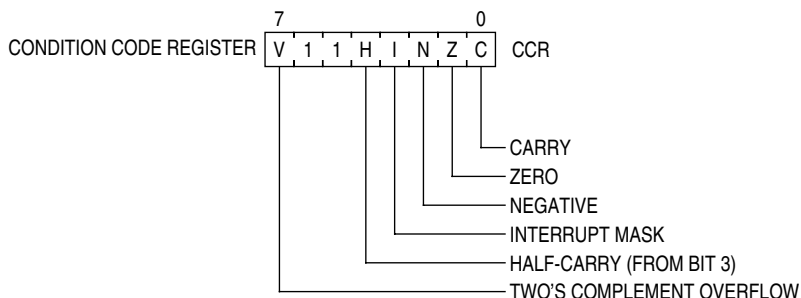 7 0
CONDITION CODE REGISTER V 1 1 H I N Z C CCR
CARRY
ZERO
NEGATIVE
INTERRUPT MASK
HALF-CARRY (FROM BIT 3)
TWO'S COMPLEMENT OVERFLOW